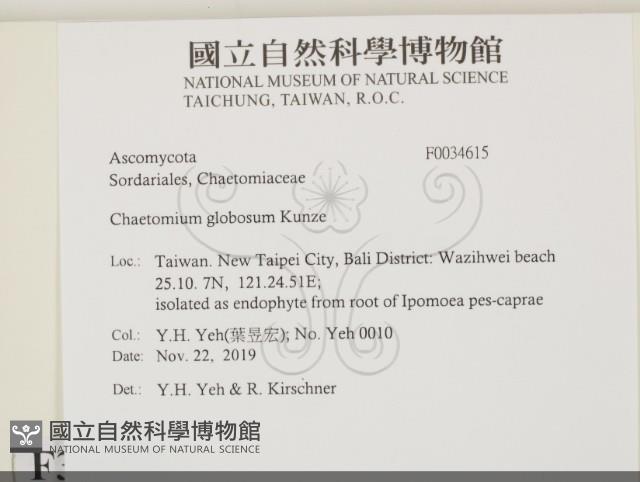 國立自然科學博物館
NATIONAL MUSEUM OF NATURAL SCIENCE
TAICHUNG, TAIWAN, R.O.C.
Ascomycota F0034615
Sordariales, Chaetomiaceae
Chaetomium globosum Kunze
Loc.: Taiwan. New Taipei City, Bali District: Wazihwei beach
25.10. 7N, 121.24.51E;
isolated as endophyte from root of Ipomoea pes-caprae
Col.: Y.H. Yeh(葉昱宏); No. Yeh 0010
Date: Nov. 22, 2019
Det.: Y.H. Yeh & R. Kirschner
國立自然科學博物館
NATIONAL MUSEUM OF NATURAL SCIENCE